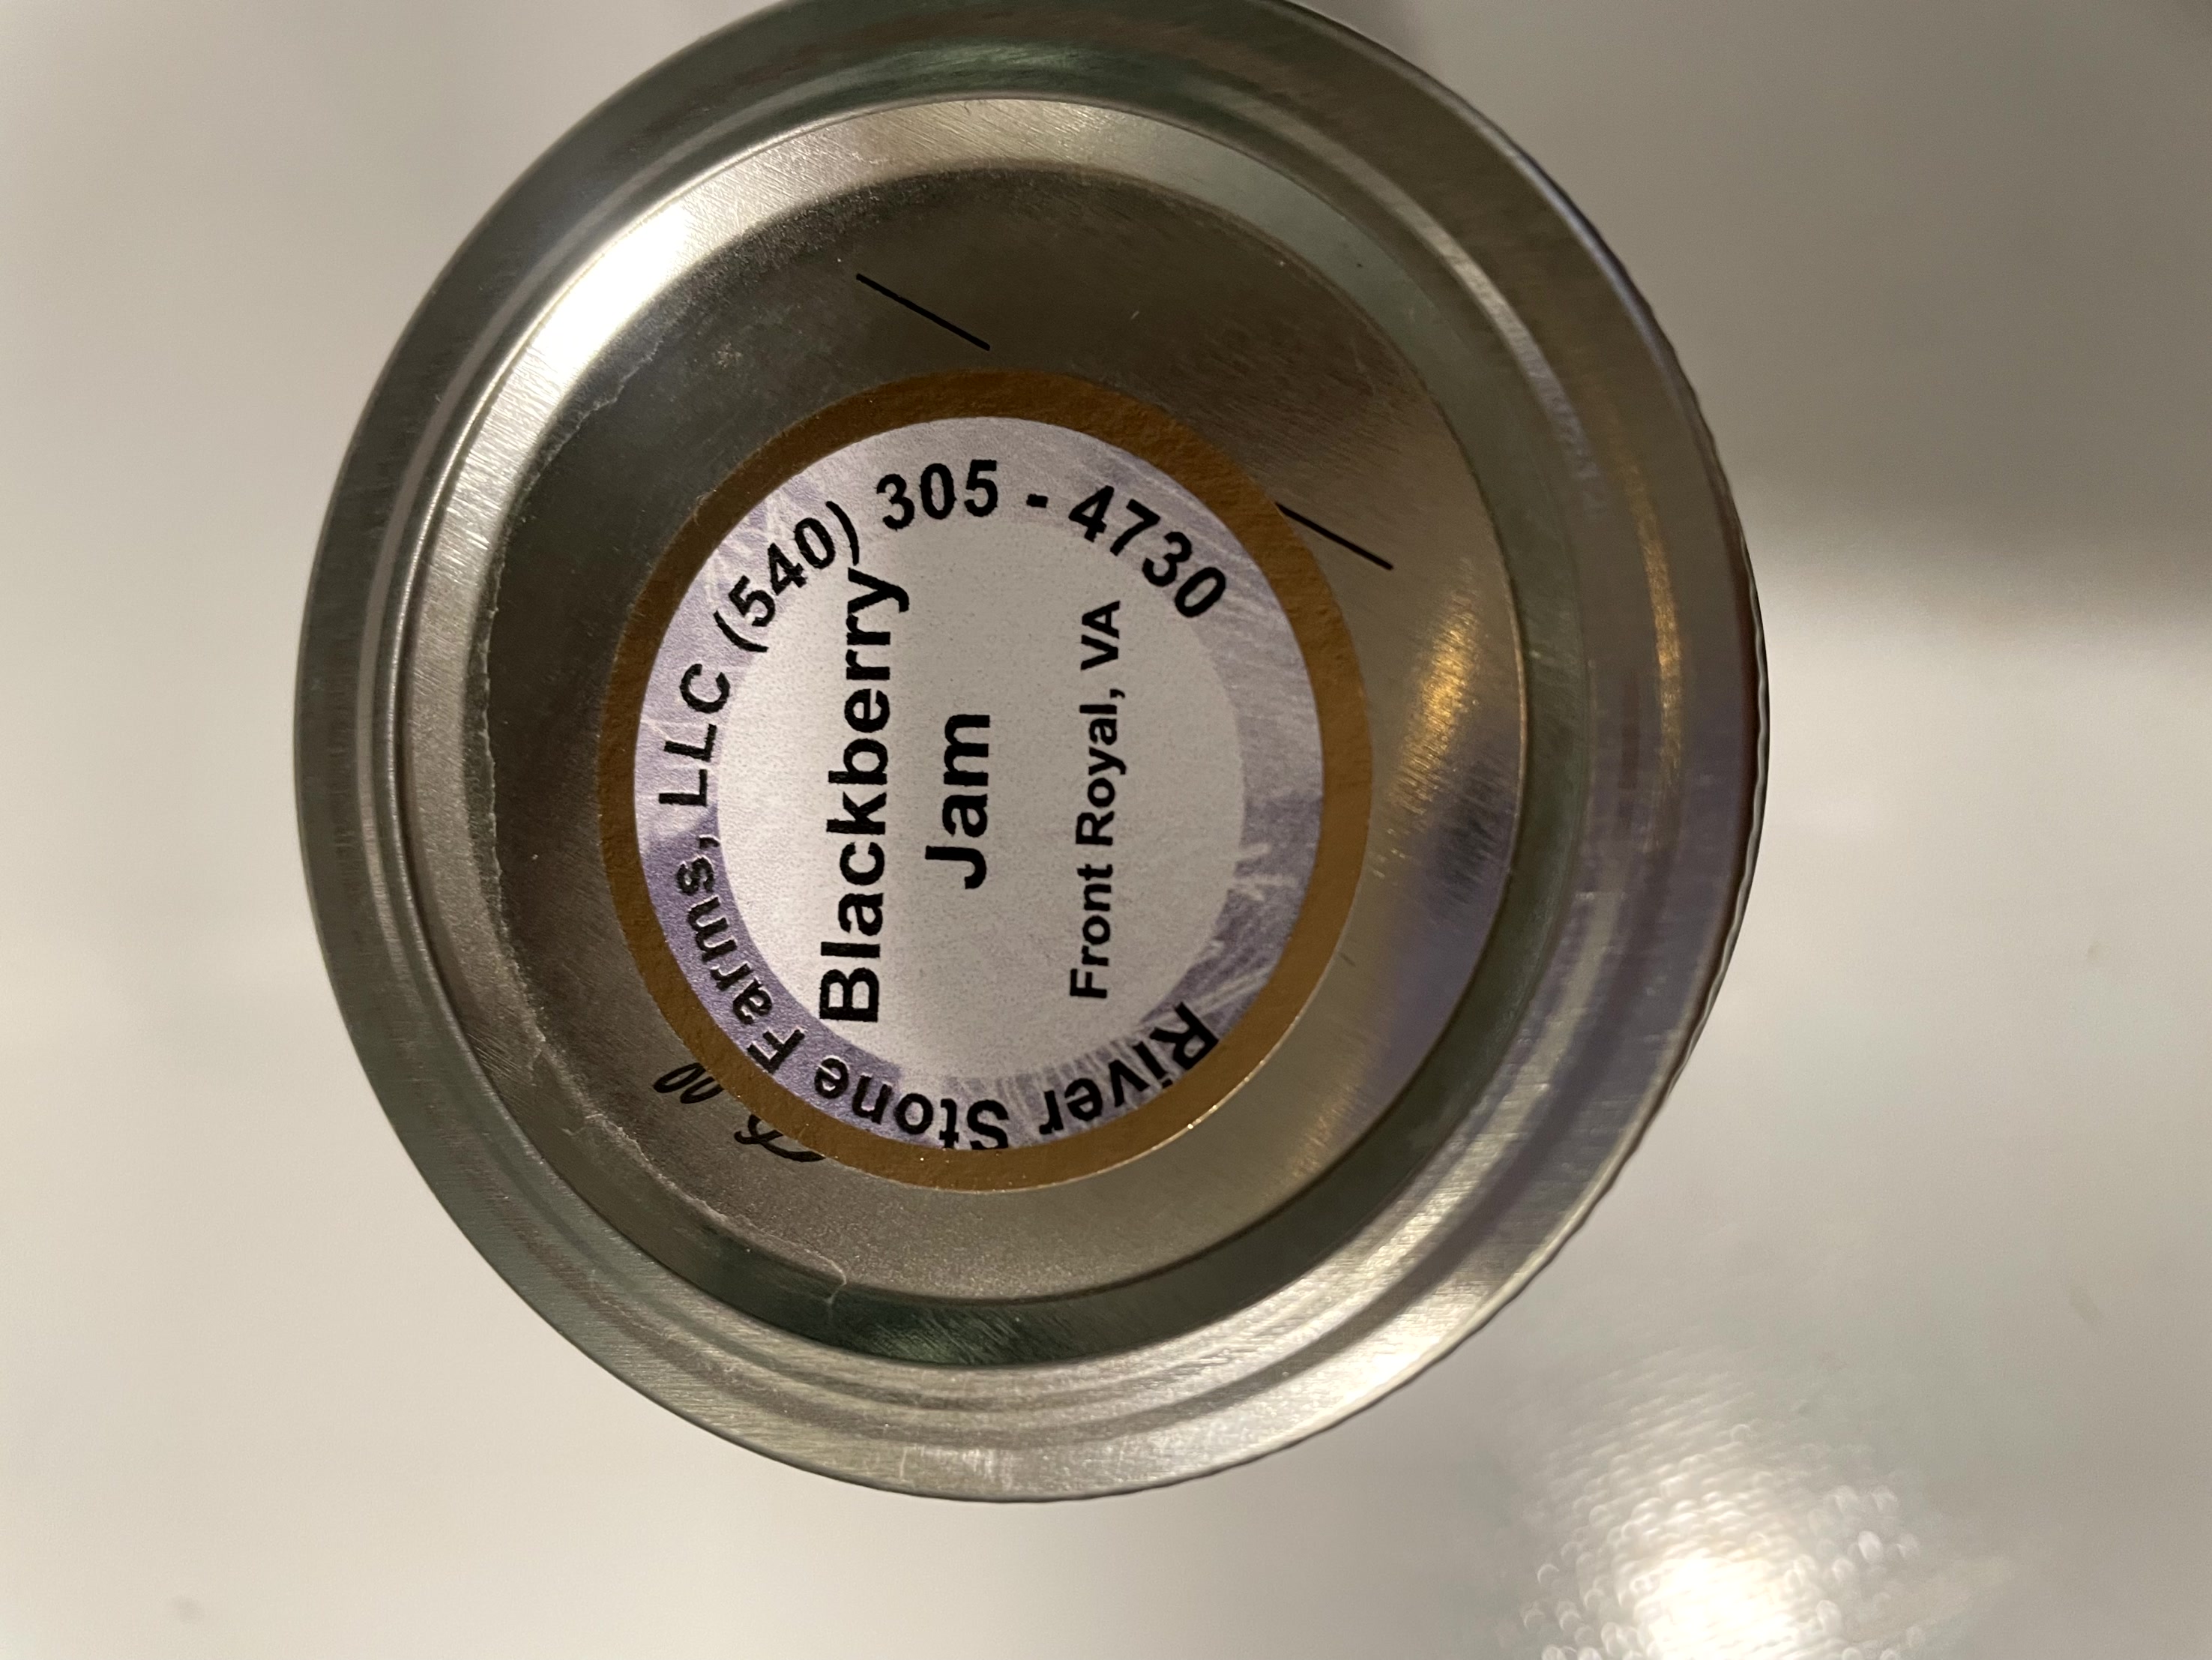 River Stone Farms, LLC (540) 305 - 4730
Blackberry
Jam
Front Royal, VA